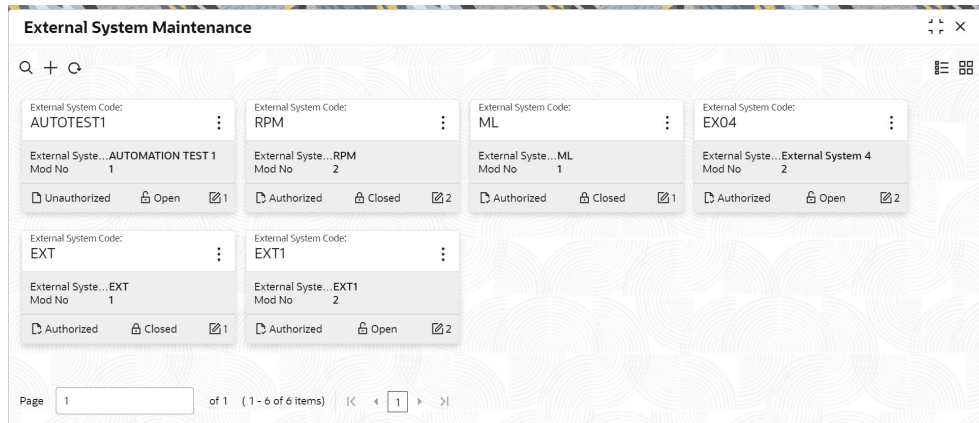 External System Maintenance
External System Code:
AUTOTEST1
External Syste...AUTOMATION TEST 1
Mod No 1
Unauthorized Open 1
External System Code:
RPM
External Syste...RPM
Mod No 2
Authorized Closed 2
External System Code:
ML
External Syste...ML
Mod No 1
Authorized Closed 1
External System Code:
EX04
External Syste...External System 4
Mod No 2
Authorized Open 2
External System Code:
EXT
External Syste...EXT
Mod No 1
Authorized Closed 1
External System Code:
EXT1
External Syste...EXT1
Mod No 2
Authorized Open 2
Page 1 of 1 ( 1 - 6 of 6 items) 1